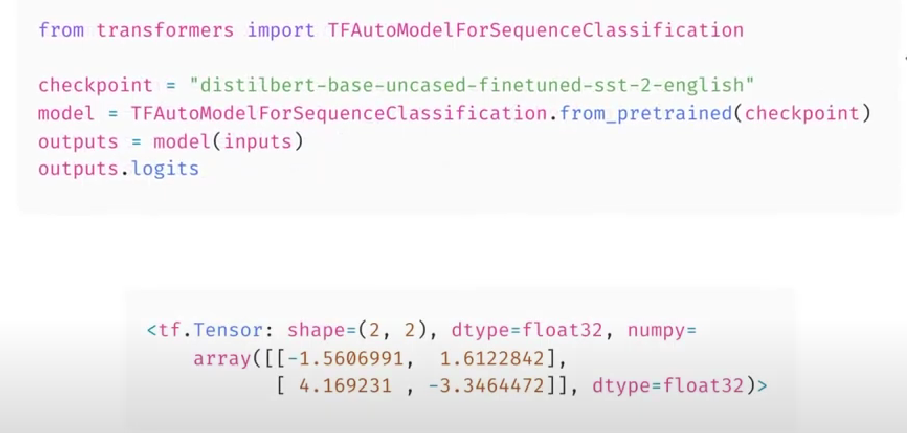 from transformers import TFAutoModelForSequenceClassification
checkpoint = "distilbert-base-uncased-finetuned-sst-2-english"
model = TFAutoModelForSequenceClassification.from_pretrained(checkpoint)
outputs = model(inputs)
outputs.logits
<tf.Tensor: shape=(2, 2), dtype=float32, numpy=
array([[-1.5606991, 1.6122842],
[ 4.169231 , -3.3464472]], dtype=float32)>